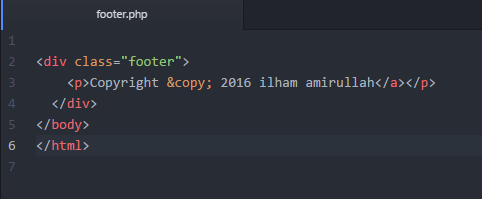 footer.php
1
2 <div class="footer">
3 <p>Copyright &copy; 2016 ilham amirullah</a></p>
4 </div>
5 </body>
6 </html>
7